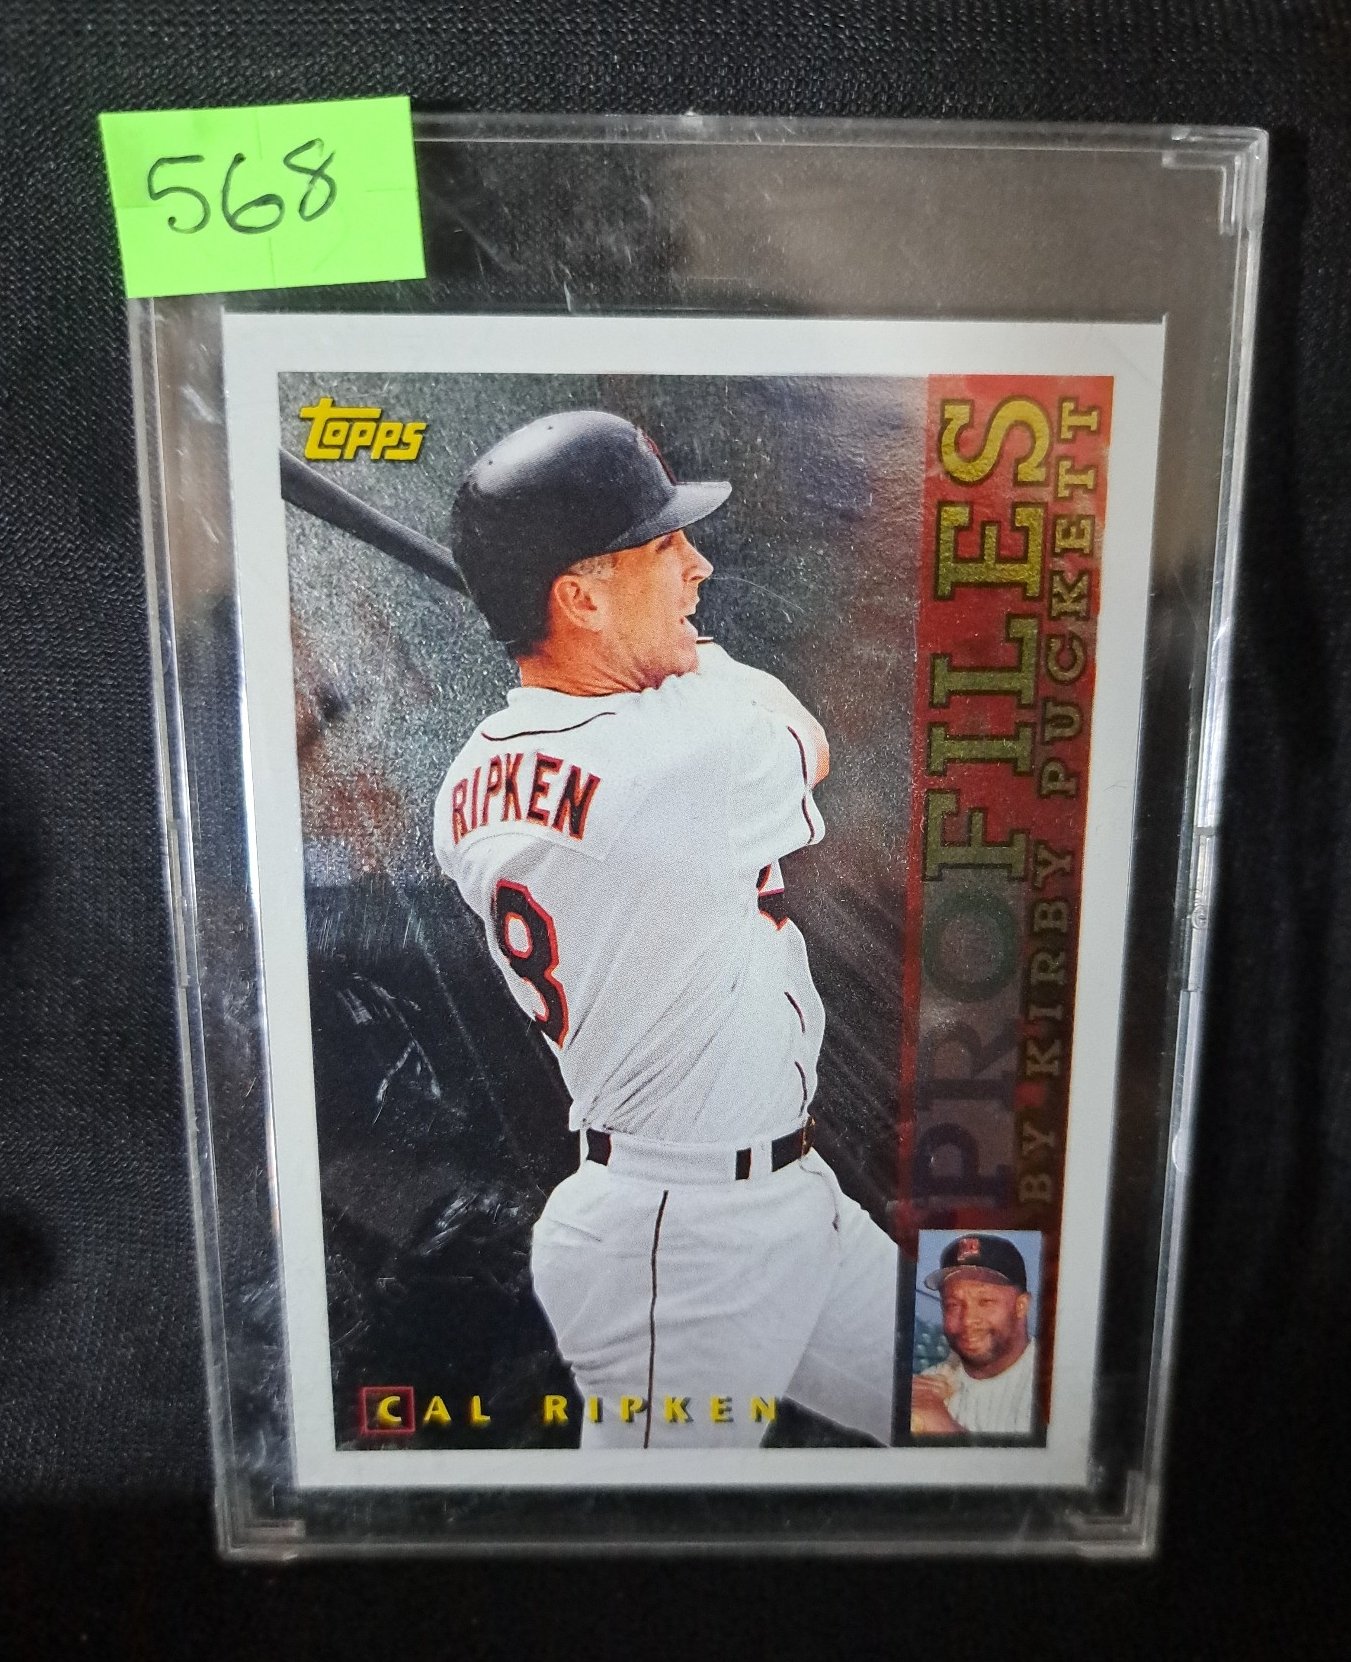 568
TOPPS
PROFILES
BY KIRBY PUCKETT
RIPKEN
8
CAL RIPKEN